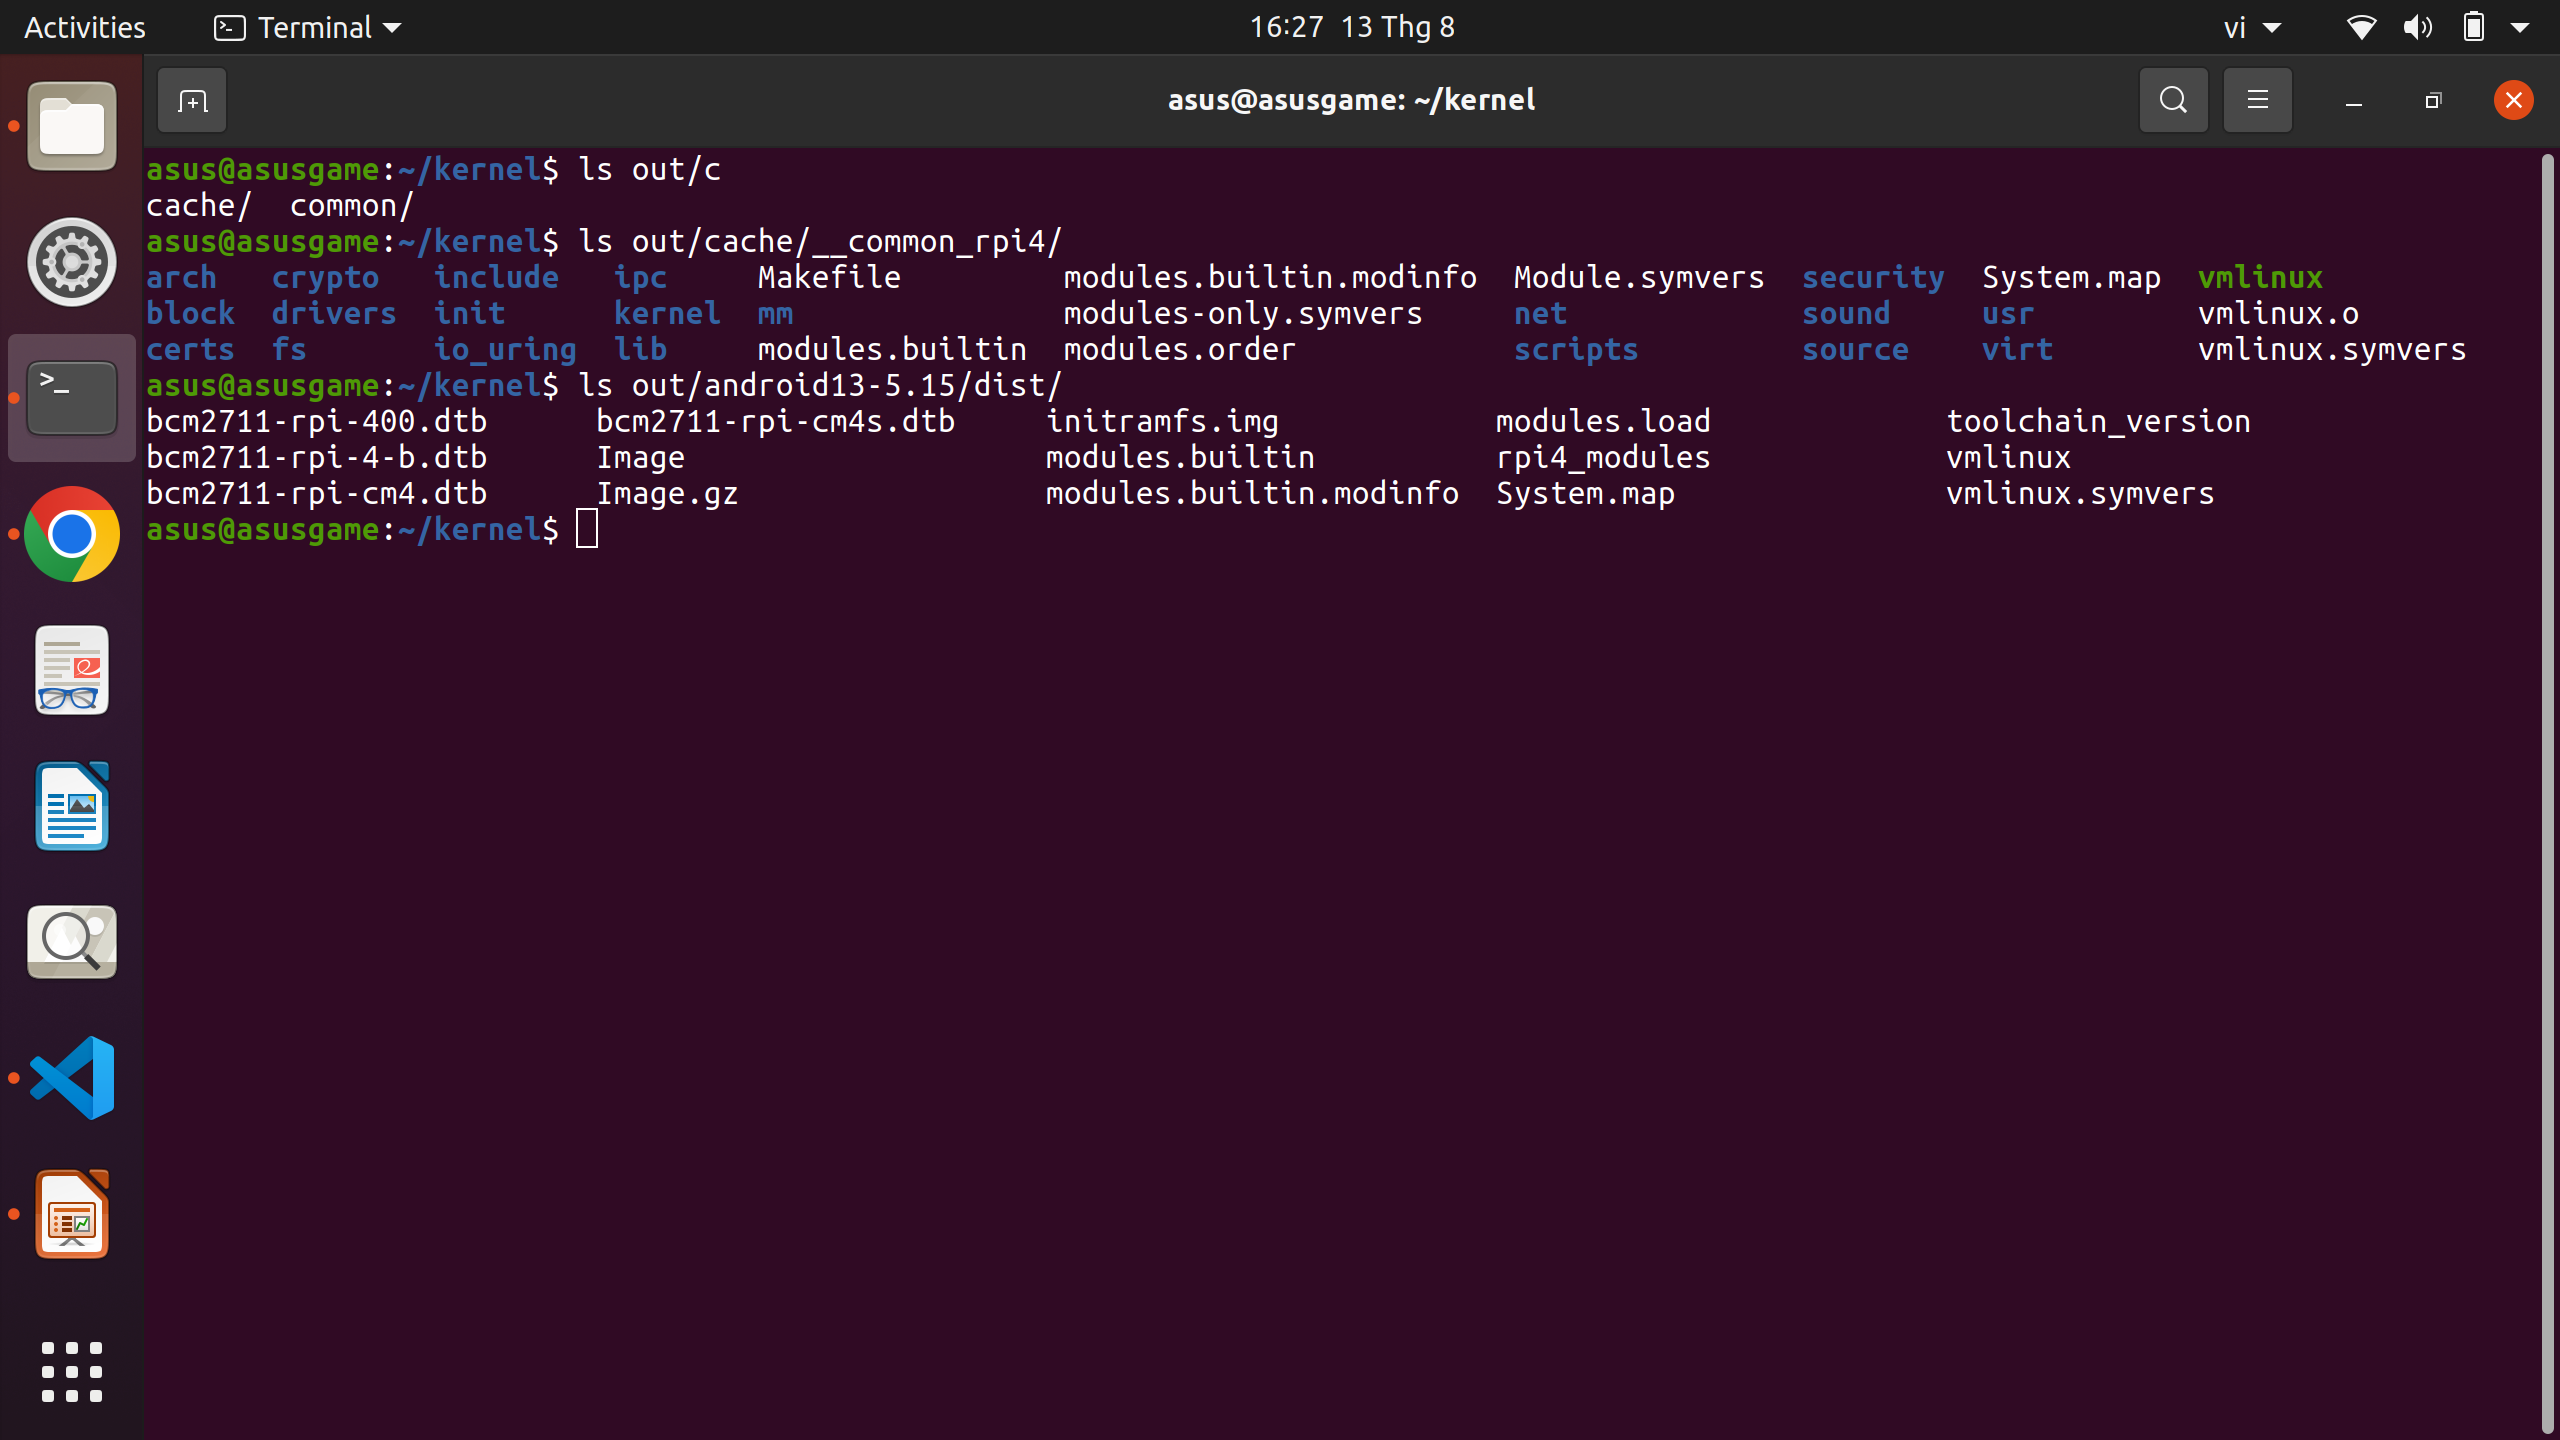 Activities Terminal 16:27 13 Thg 8 vi
asus@asusgame: ~/kernel
asus@asusgame:~/kernel$ ls out/c
cache/ common/
asus@asusgame:~/kernel$ ls out/cache/__common_rpi4/
arch crypto include ipc Makefile modules.builtin.modinfo Module.symvers security System.map vmlinux
block drivers init kernel mm modules-only.symvers net sound usr vmlinux.o
certs fs io_uring lib modules.builtin modules.order scripts source virt vmlinux.symvers
asus@asusgame:~/kernel$ ls out/android13-5.15/dist/
bcm2711-rpi-400.dtb bcm2711-rpi-cm4s.dtb initramfs.img modules.load toolchain_version
bcm2711-rpi-4-b.dtb Image modules.builtin rpi4_modules vmlinux
bcm2711-rpi-cm4.dtb Image.gz modules.builtin.modinfo System.map vmlinux.symvers
asus@asusgame:~/kernel$